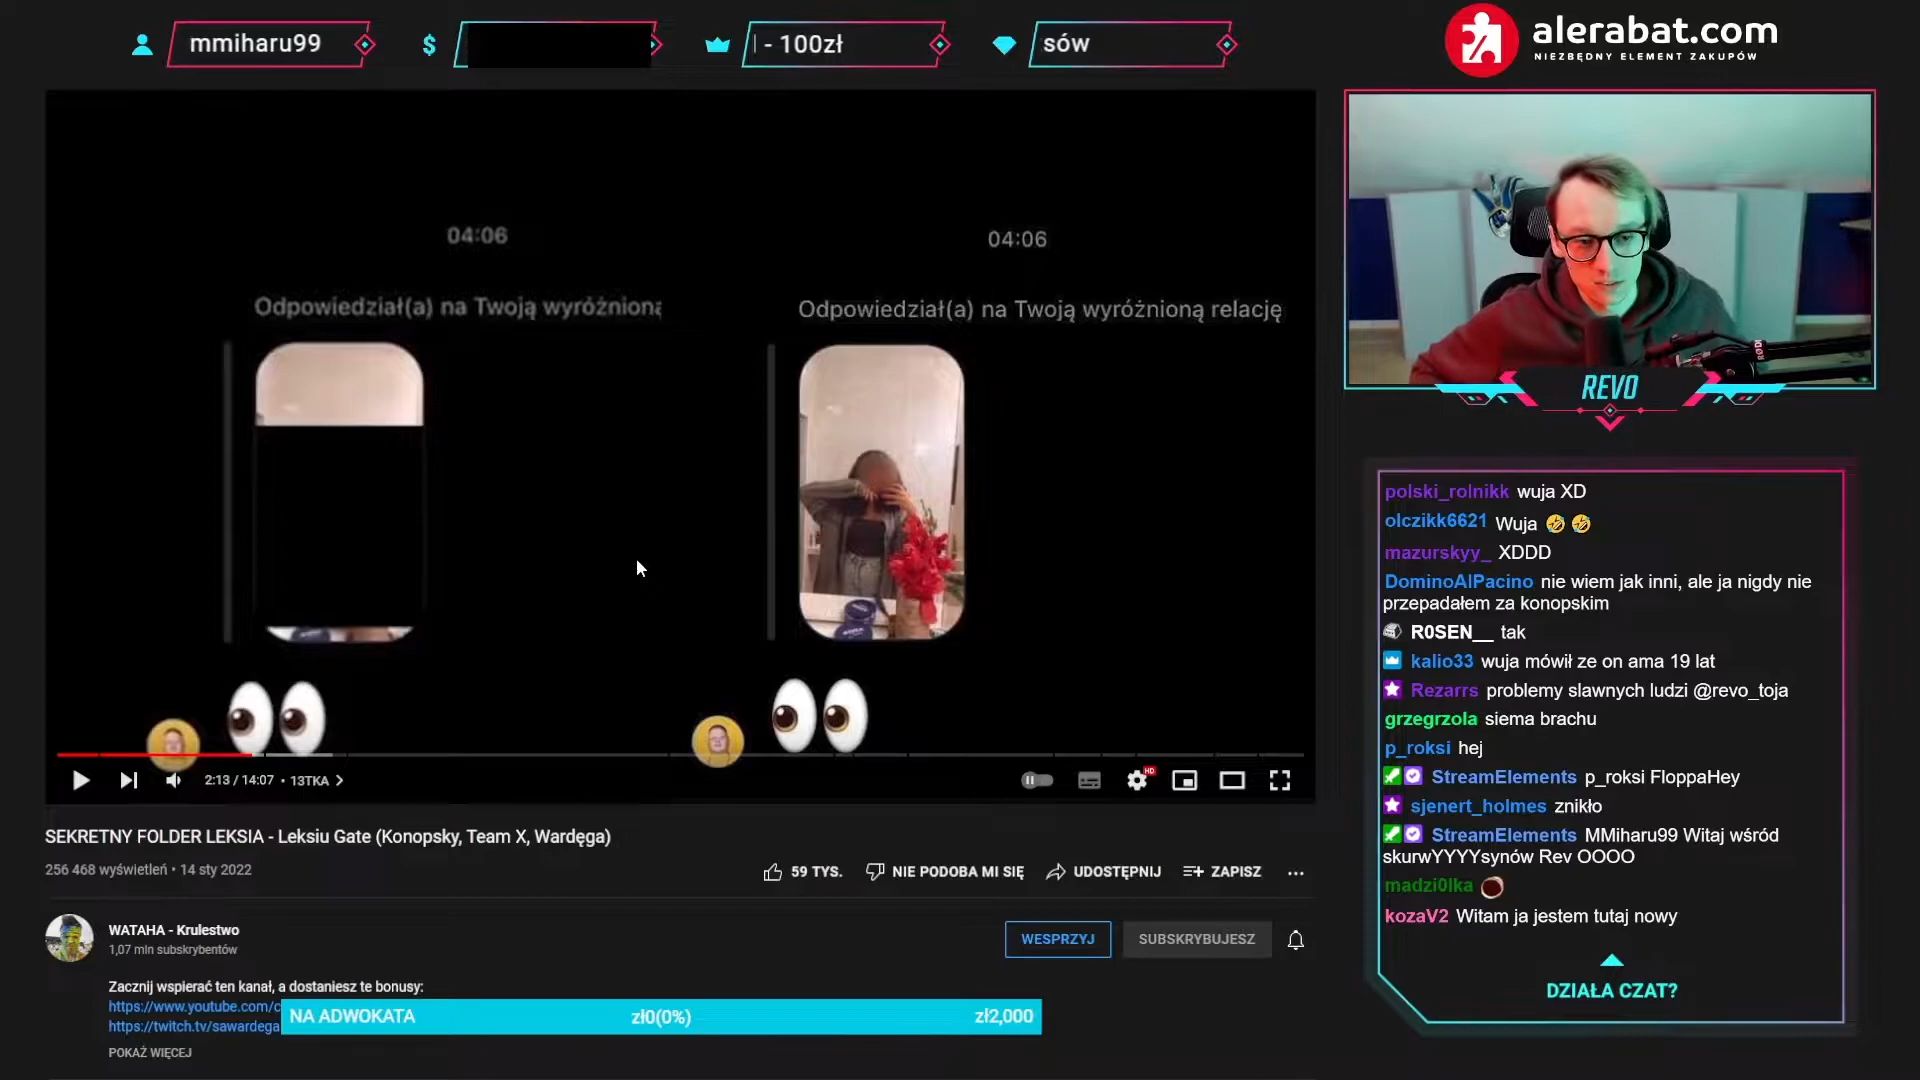 mmiharu99
$
- 100zł
sów
alerabat.com
NIEZBĘDNY ELEMENT ZAKUPÓW
04:06
04:06
Odpowiedział(a) na Twoją wyróżnioną
Odpowiedział(a) na Twoją wyróżnioną relację
REVO
polski_rolnikk wuja XD
olczikk6621 Wuja 🤣 🤣
mazurskyy_ XDDD
DominoAlPacino nie wiem jak inni, ale ja nigdy nie
przepadałem za konopskim
R0SEN__ tak
kalio33 wuja mówił ze on ama 19 lat
Rezarrs problemy slawnych ludzi @revo_toja
grzegrzola siema brachu
p_roksi hej
StreamElements p_roksi FloppaHey
sjenert_holmes znikło
StreamElements MMiharu99 Witaj wśród
skurwYYYYsynów Rev OOOO
madzi0lka
kozaV2 Witam ja jestem tutaj nowy
DZIAŁA CZAT?
2:13 / 14:07 • 13TKA
HD
SEKRETNY FOLDER LEKSIA - Leksiu Gate (Konopsky, Team X, Wardęga)
256 468 wyświetleń • 14 sty 2022
59 TYS.
NIE PODOBA MI SIĘ
UDOSTĘPNIJ
ZAPISZ
WATAHA - Krulestwo
1,07 mln subskrybentów
WESPRZYJ
SUBSKRYBUJESZ
Zacznij wspierać ten kanał, a dostaniesz te bonusy:
https://www.youtube.com/c
https://twitch.tv/sawardega
NA ADWOKATA zł0(0%) zł2,000
POKAŻ WIĘCEJ